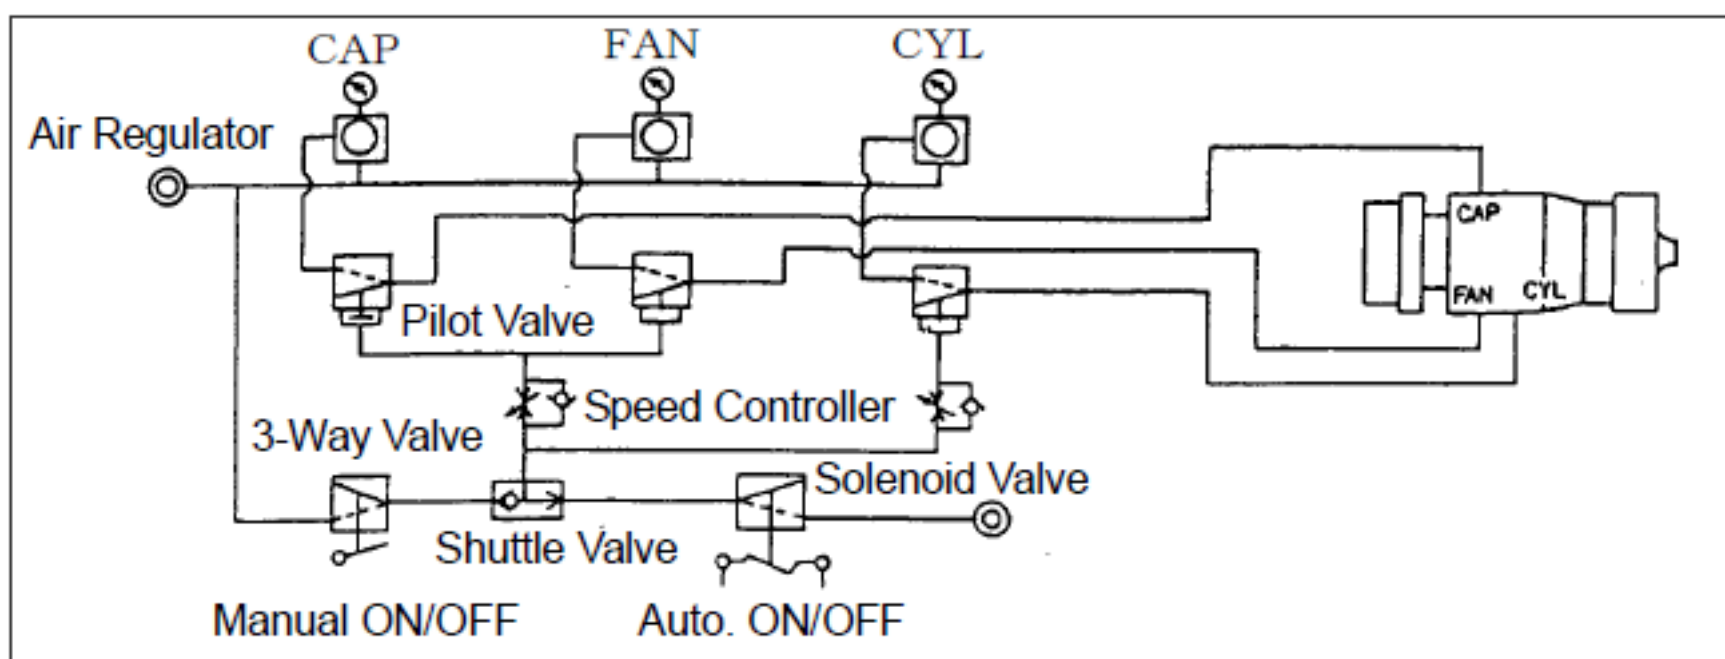 CAP FAN CYL
Air Regulator
CAP
FAN CYL
Pilot Valve
Speed Controller
3-Way Valve
Solenoid Valve
Shuttle Valve
Manual ON/OFF Auto. ON/OFF